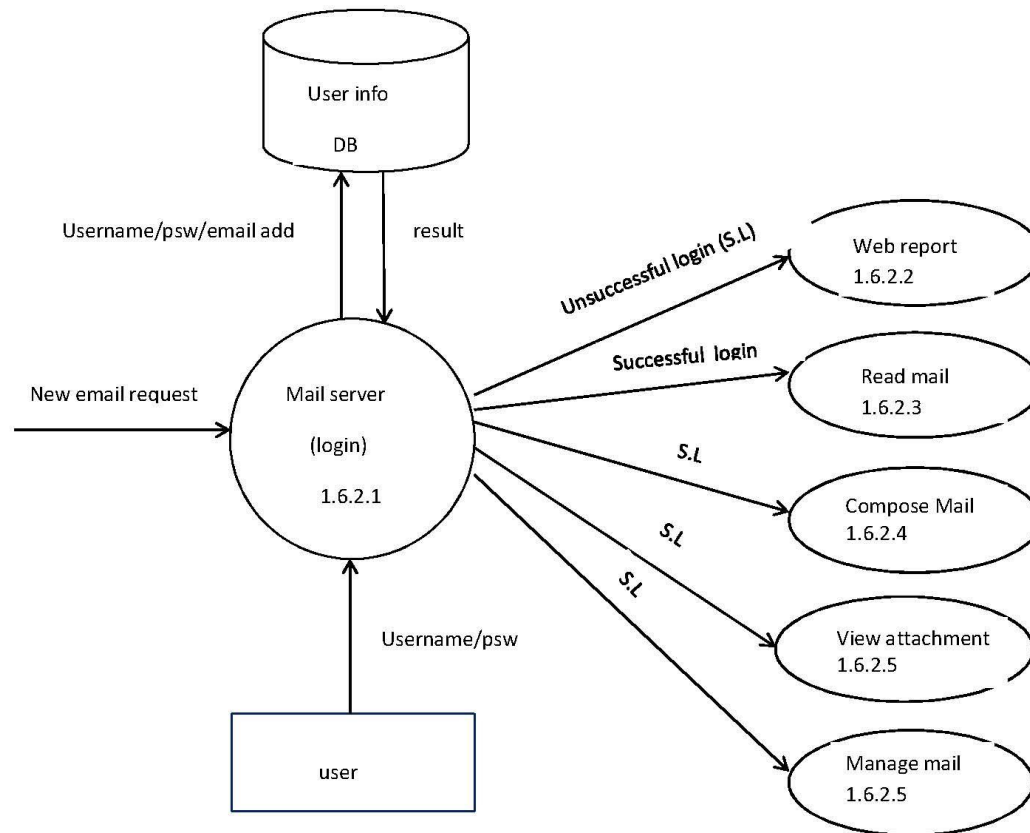 User info
DB
Username/psw/email add
result
Unsuccessful login (S.L)
Web report
1.6.2.2
Successful login
Read mail
1.6.2.3
New email request
Mail server
(login)
1.6.2.1
S.L
Compose Mail
1.6.2.4
S.L
S.L
View attachment
1.6.2.5
Username/psw
Manage mail
1.6.2.5
user